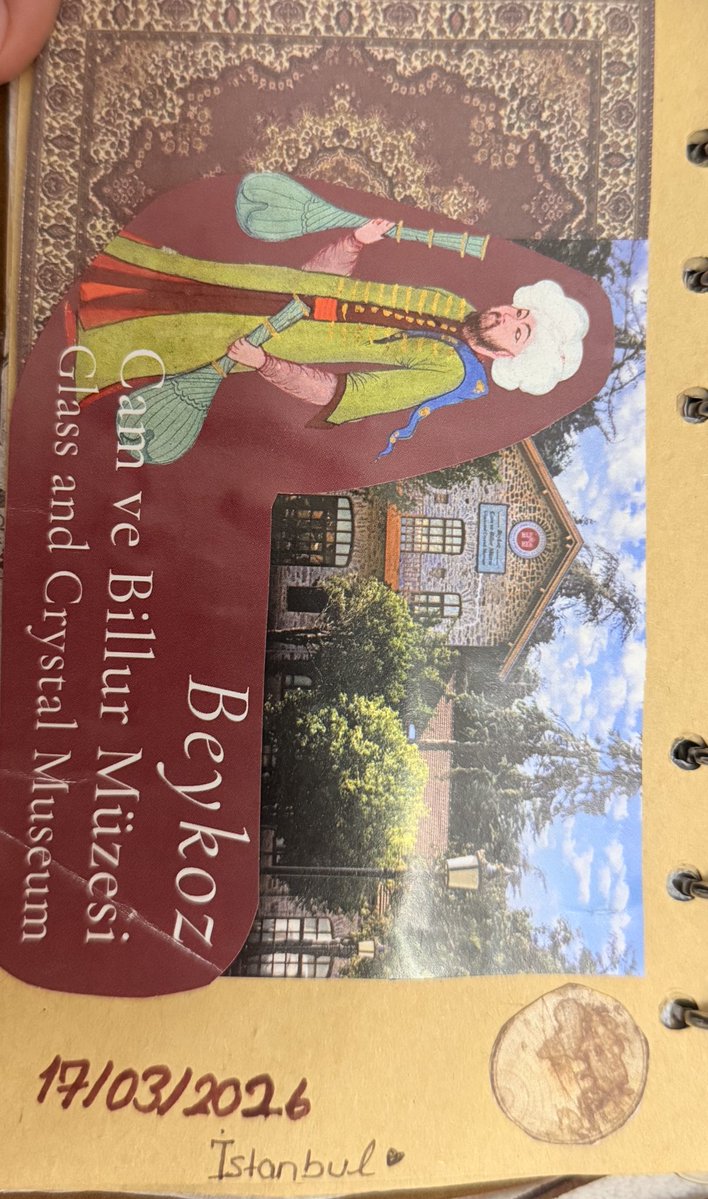 Beykoz
Cam ve Billur Müzesi
Glass and Crystal Museum
17/03/2026
İstanbul